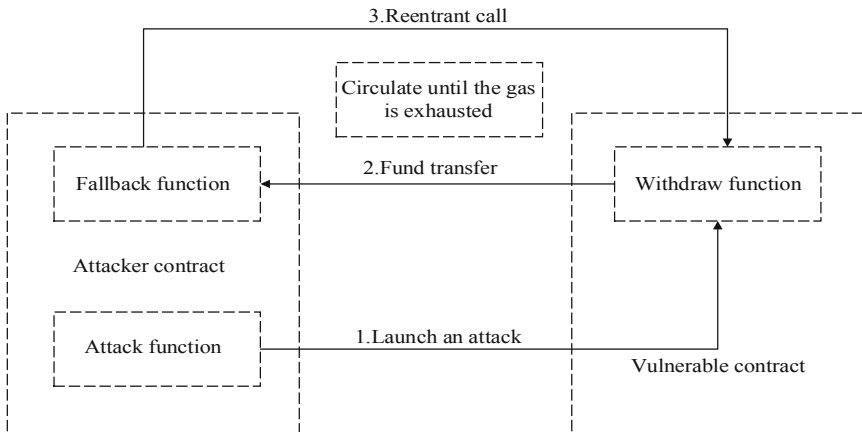 3.Reentrant call
Circulate until the gas
is exhausted
Fallback function
2.Fund transfer
Withdraw function
Attacker contract
Attack function
1.Launch an attack
Vulnerable contract